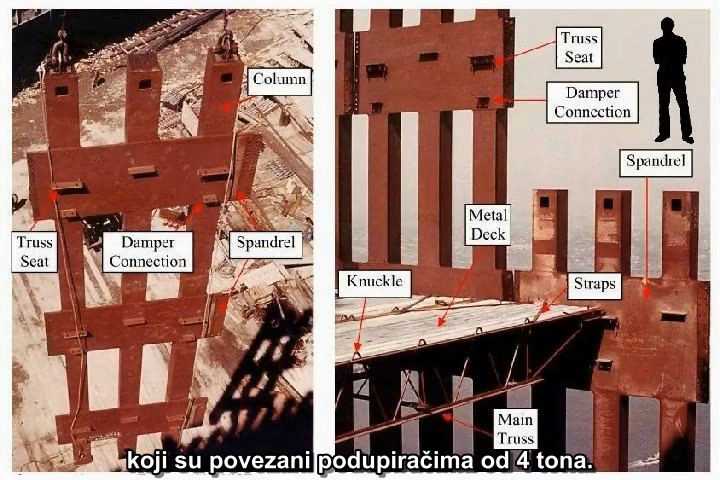 Column
Truss
Seat
Damper
Connection
Spandrel
Truss
Seat
Damper
Connection
Spandrel
Metal
Deck
Knuckle
Straps
Main
Truss
koji su povezani podupiračima od 4 tona.